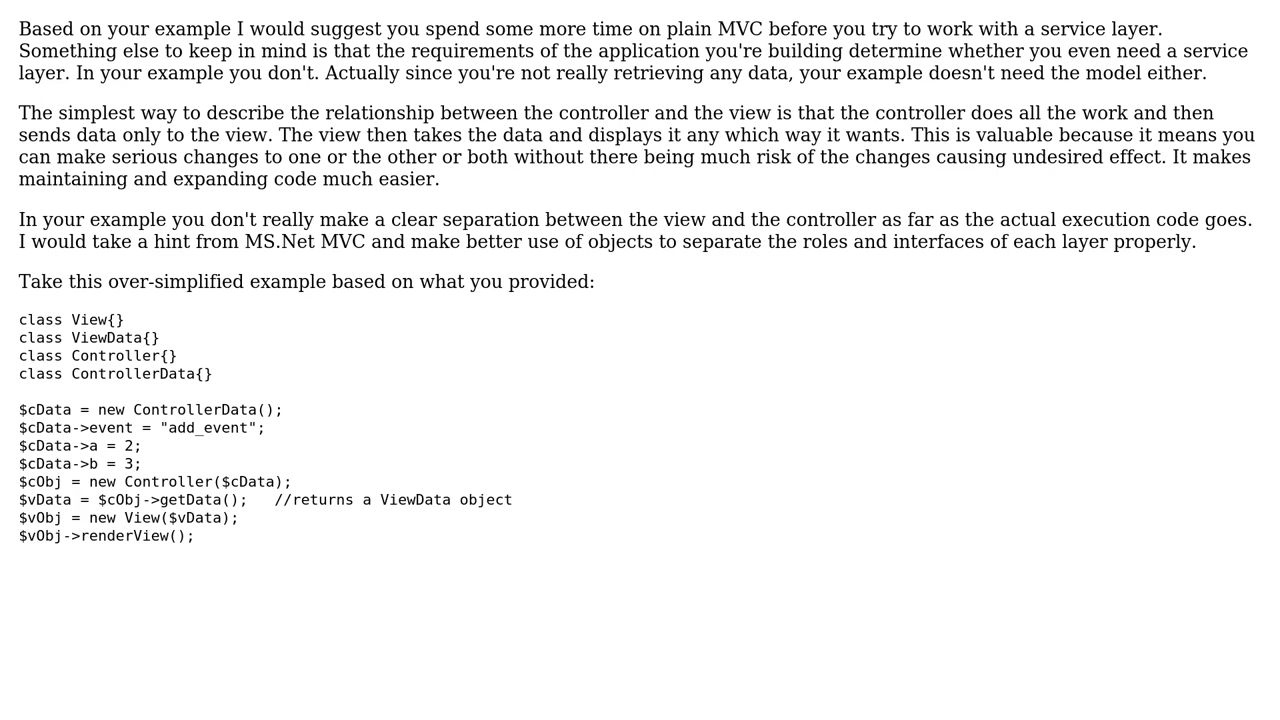 Based on your example I would suggest you spend some more time on plain MVC before you try to work with a service layer.
Something else to keep in mind is that the requirements of the application you're building determine whether you even need a service
layer. In your example you don't. Actually since you're not really retrieving any data, your example doesn't need the model either.
The simplest way to describe the relationship between the controller and the view is that the controller does all the work and then
sends data only to the view. The view then takes the data and displays it any which way it wants. This is valuable because it means you
can make serious changes to one or the other or both without there being much risk of the changes causing undesired effect. It makes
maintaining and expanding code much easier.
In your example you don't really make a clear separation between the view and the controller as far as the actual execution code goes.
I would take a hint from MS.Net MVC and make better use of objects to separate the roles and interfaces of each layer properly.
Take this over-simplified example based on what you provided:
class View{}
class ViewData{}
class Controller{}
class ControllerData{}
$cData = new ControllerData();
$cData->event = "add_event";
$cData->a = 2;
$cData->b = 3;
$cObj = new Controller($cData);
$vData = $cObj->getData();   //returns a ViewData object
$vObj = new View($vData);
$vObj->renderView();